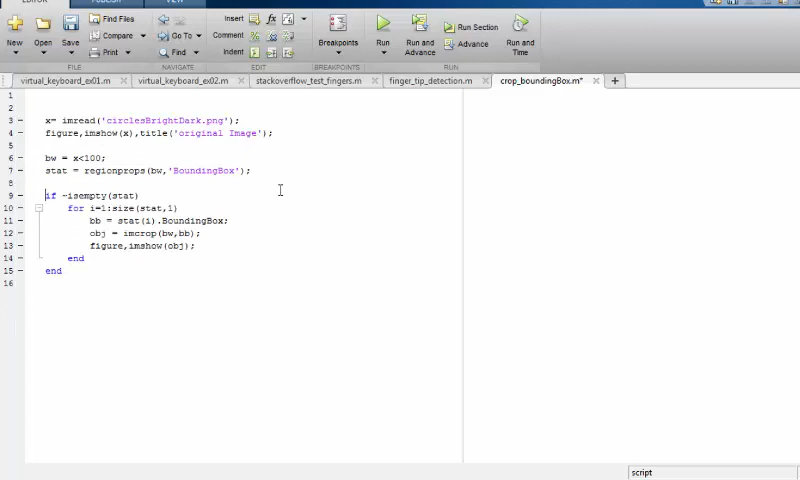 EDITOR
PUBLISH
VIEW
New
Open
Save
Find Files
Compare
Print
Go To
Find
Insert
Comment
Indent
Breakpoints
Run
Run and
Advance
Run Section
Advance
Run and
Time
FILE
NAVIGATE
EDIT
BREAKPOINTS
RUN
virtual_keyboard_ex01.m
virtual_keyboard_ex02.m
stackoverflow_test_fingers.m
finger_tip_detection.m
crop_boundingBox.m*
1
2
3 x= imread('circlesBrightDark.png');
4 figure,imshow(x),title('original Image');
5
6 bw = x<100;
7 stat = regionprops(bw,'BoundingBox');
8
9 if ~isempty(stat)
10 for i=1:size(stat,1)
11 bb = stat(i).BoundingBox;
12 obj = imcrop(bw,bb);
13 figure,imshow(obj);
14 end
15 end
16
script